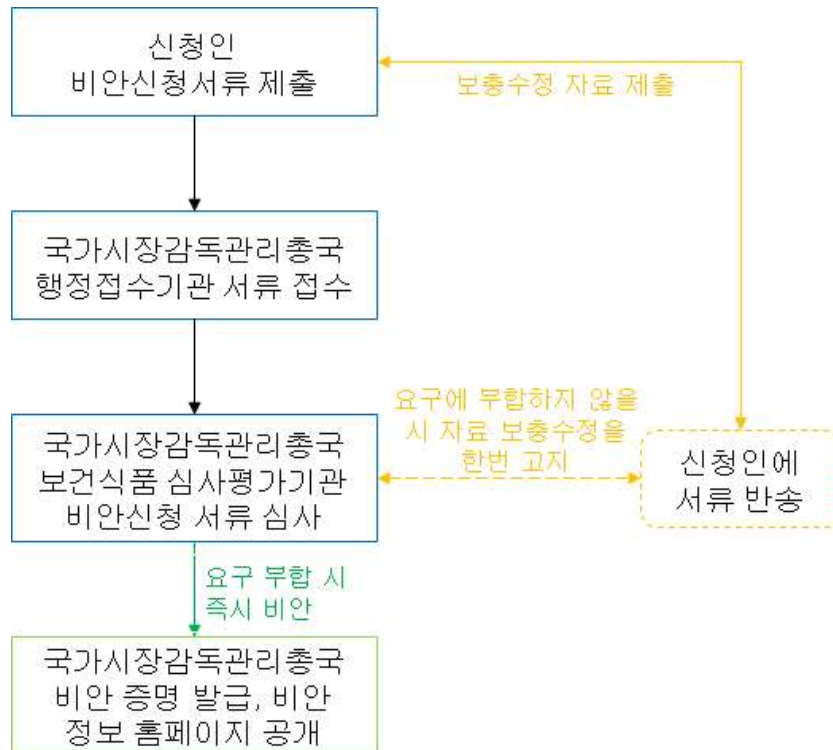 신청인
비안신청서류 제출
보충수정 자료 제출
국가시장감독관리총국
행정접수기관 서류 접수
국가시장감독관리총국
보건식품 심사평가기관
비안신청 서류 심사
요구에 부합하지 않을
시 자료 보충수정을
한번 고지
신청인에
서류 반송
요구 부합 시
즉시 비안
국가시장감독관리총국
비안 증명 발급, 비안
정보 홈페이지 공개